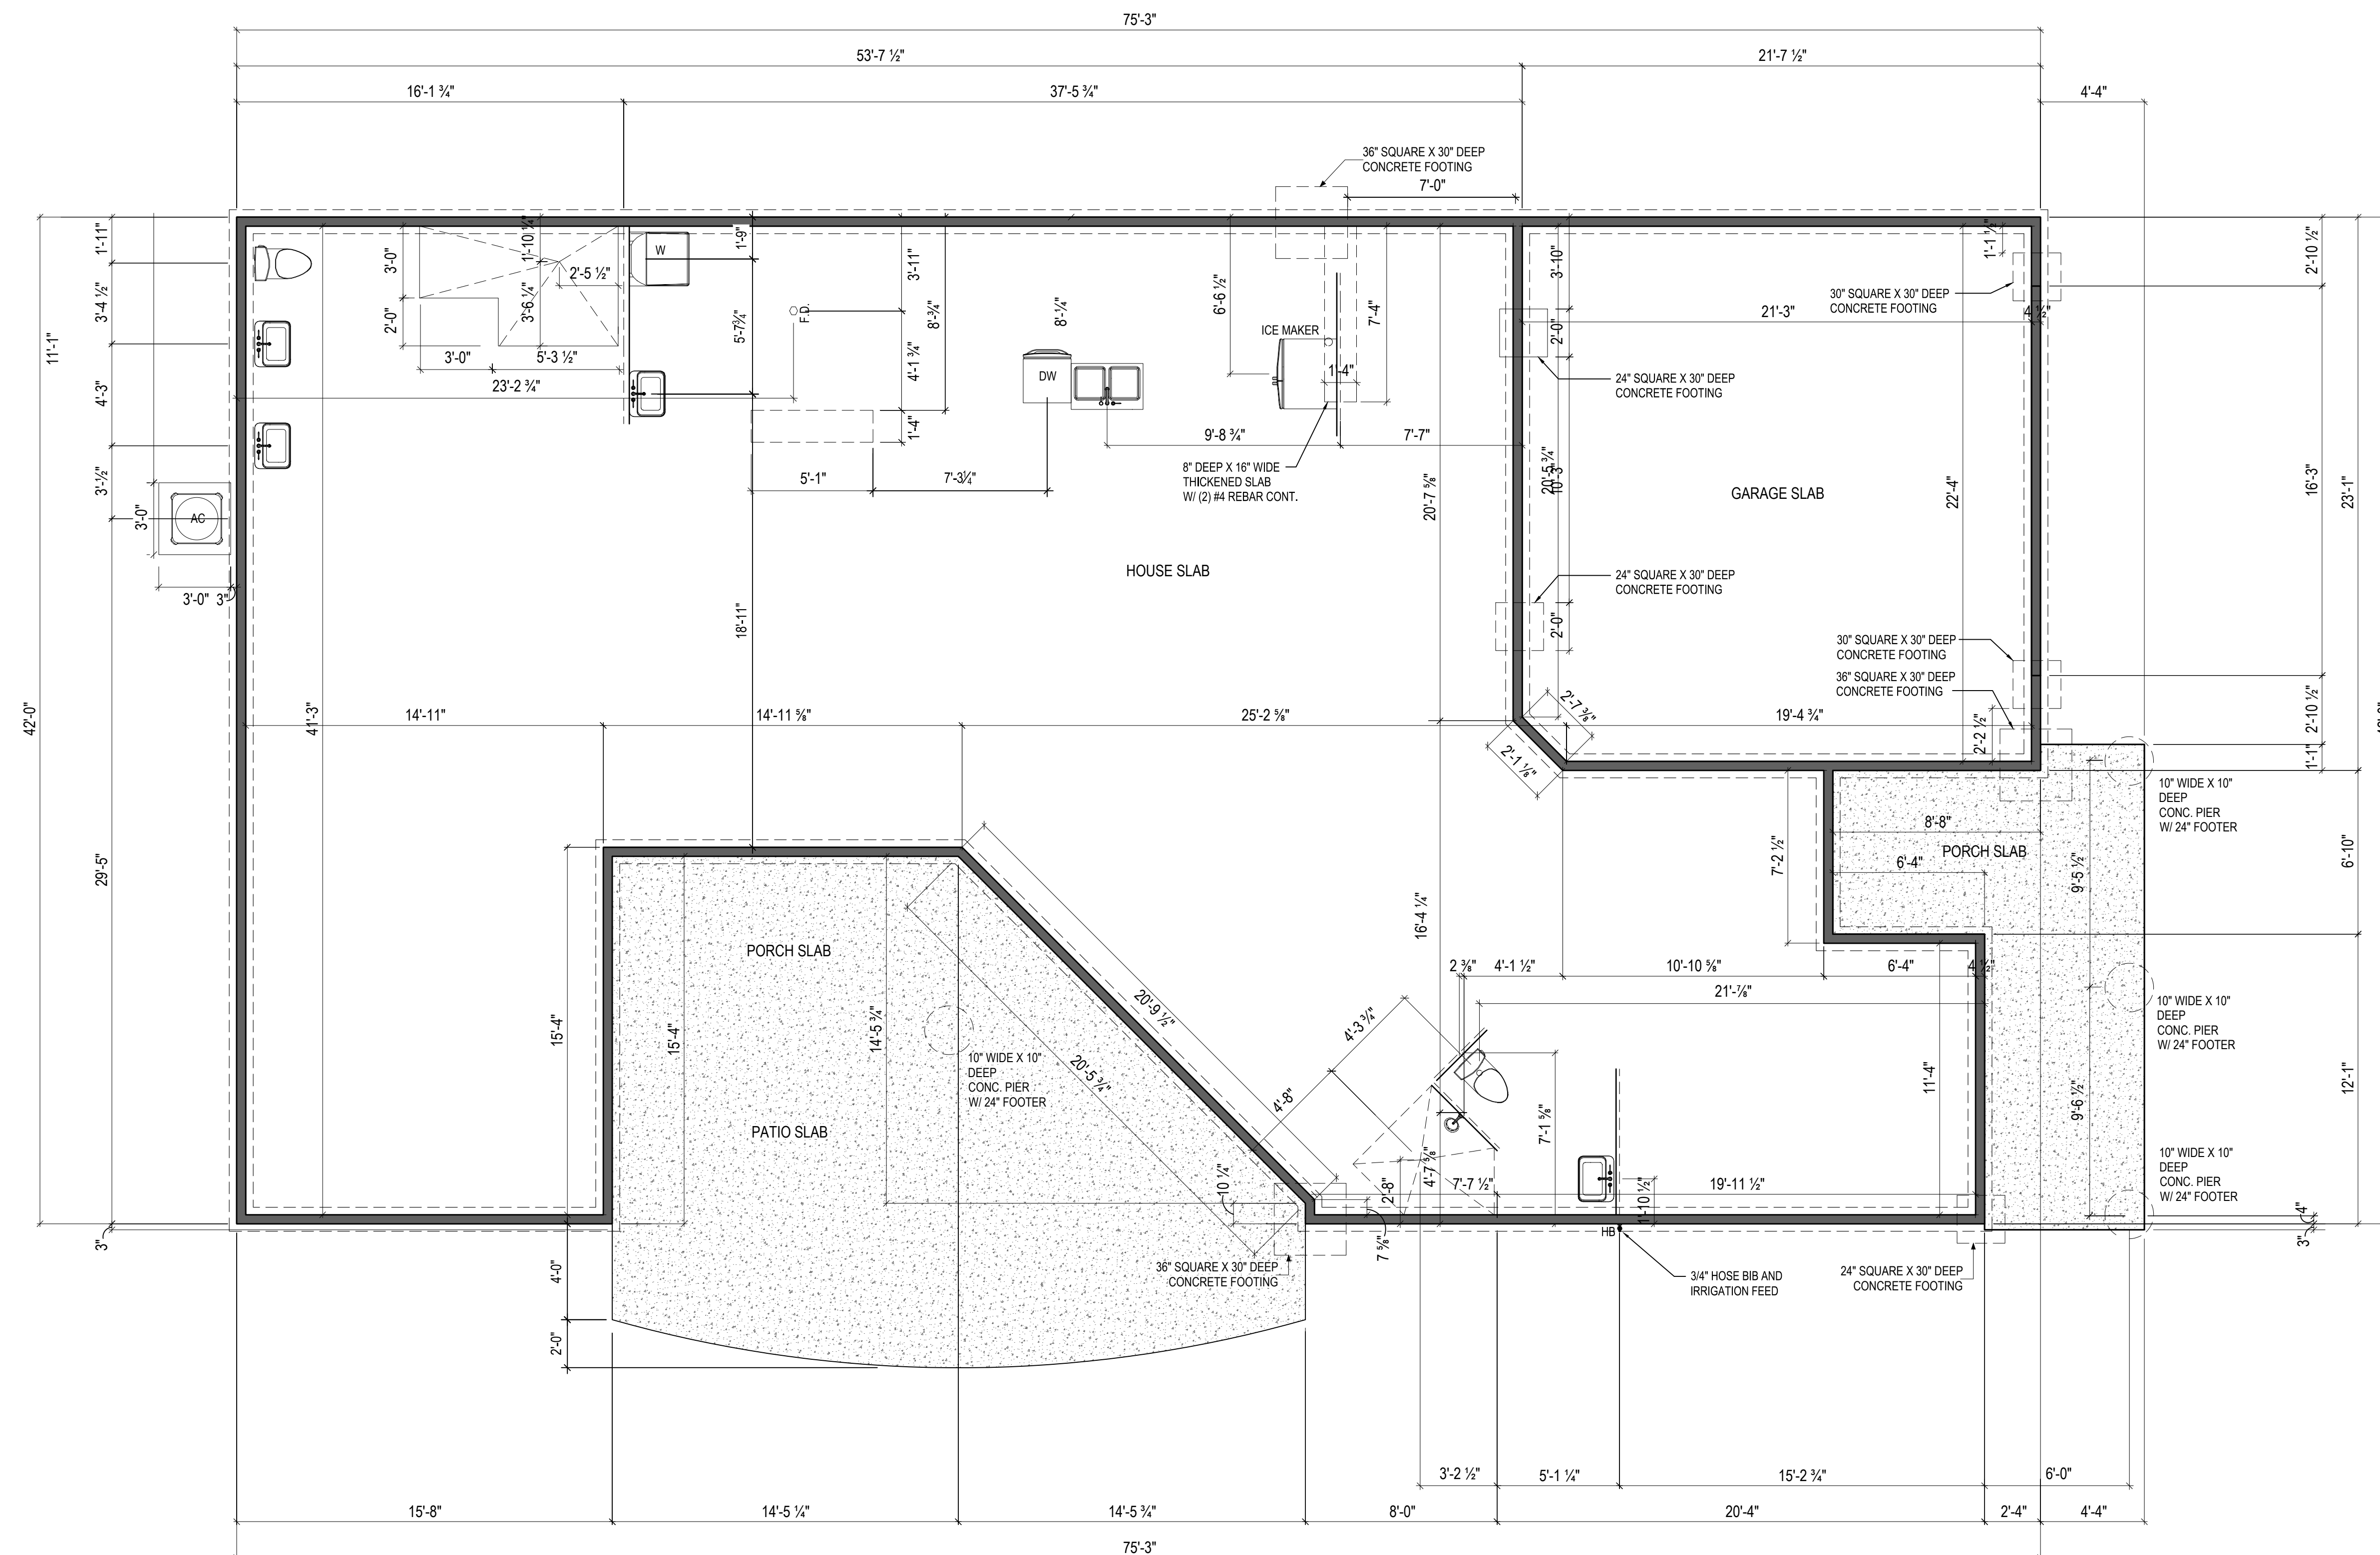 75'-3"
53'-7 ½"
21'-7 ½"
16'-1 ¾"
37'-5 ¾"
4'-4"
36" SQUARE X 30" DEEP
CONCRETE FOOTING
7'-0"
1'-11"
3'-4 ½"
4'-3"
3'-½"
11'-1"
42'-0"
29'-5"
3"
3'-0"
2'-0"
3'-0"
5'-3 ½"
23'-2 ¾"
1'-10 ¼"
2'-5 ½"
3'-6 ¼"
W
1'-9"
5'-7¾"
F.D.
3'-11"
8'-¾"
4'-1 ¾"
1'-4"
8'-¼"
DW
6'-6 ½"
ICE MAKER
1'-4"
7'-4"
9'-8 ¾"
7'-7"
8" DEEP X 16" WIDE
THICKENED SLAB
W/ (2) #4 REBAR CONT.
5'-1"
7'-3¼"
18'-11"
AC
3'-0"
3'-0"
3"
HOUSE SLAB
20'-7 ⅝"
3'-10"
2'-0"
20'-5 ¾"
10'-3"
2'-0"
24" SQUARE X 30" DEEP
CONCRETE FOOTING
24" SQUARE X 30" DEEP
CONCRETE FOOTING
21'-3"
4 ½"
1'-1 ½"
30" SQUARE X 30" DEEP
CONCRETE FOOTING
GARAGE SLAB
22'-4"
30" SQUARE X 30" DEEP
CONCRETE FOOTING
36" SQUARE X 30" DEEP
CONCRETE FOOTING
2'-10 ½"
16'-3"
23'-1"
2'-10 ½"
1'-1"
2'-2 ½"
19'-4 ¾"
2'-7 ⅜"
2'-1 ⅛"
14'-11"
14'-11 ⅝"
25'-2 ⅝"
41'-3"
8'-8"
6'-4"
PORCH SLAB
7'-2 ½"
9'-5 ½"
6'-10"
10" WIDE X 10"
DEEP
CONC. PIER
W/ 24" FOOTER
PORCH SLAB
PATIO SLAB
15'-4"
15'-4"
14'-5 ¾"
10" WIDE X 10"
DEEP
CONC. PIER
W/ 24" FOOTER
20'-9 ½"
20'-5 ¾"
16'-4 ¼"
2 ⅜"
4'-1 ½"
10'-10 ⅝"
6'-4"
4 ½"
21'-⅞"
4'-3 ¾"
4'-8"
7'-1 ⅝"
4'-7 ⅝"
2'-8"
7'-7 ½"
1'-10 ½"
19'-11 ½"
11'-4"
9'-6 ½"
12'-1"
10" WIDE X 10"
DEEP
CONC. PIER
W/ 24" FOOTER
10" WIDE X 10"
DEEP
CONC. PIER
W/ 24" FOOTER
4"
3"
10 ¼"
7 ⅝"
36" SQUARE X 30" DEEP
CONCRETE FOOTING
HB
3/4" HOSE BIB AND
IRRIGATION FEED
24" SQUARE X 30" DEEP
CONCRETE FOOTING
4'-0"
2'-0"
3'-2 ½"
5'-1 ¼"
15'-2 ¾"
6'-0"
15'-8"
14'-5 ¼"
14'-5 ¾"
8'-0"
20'-4"
2'-4"
4'-4"
75'-3"